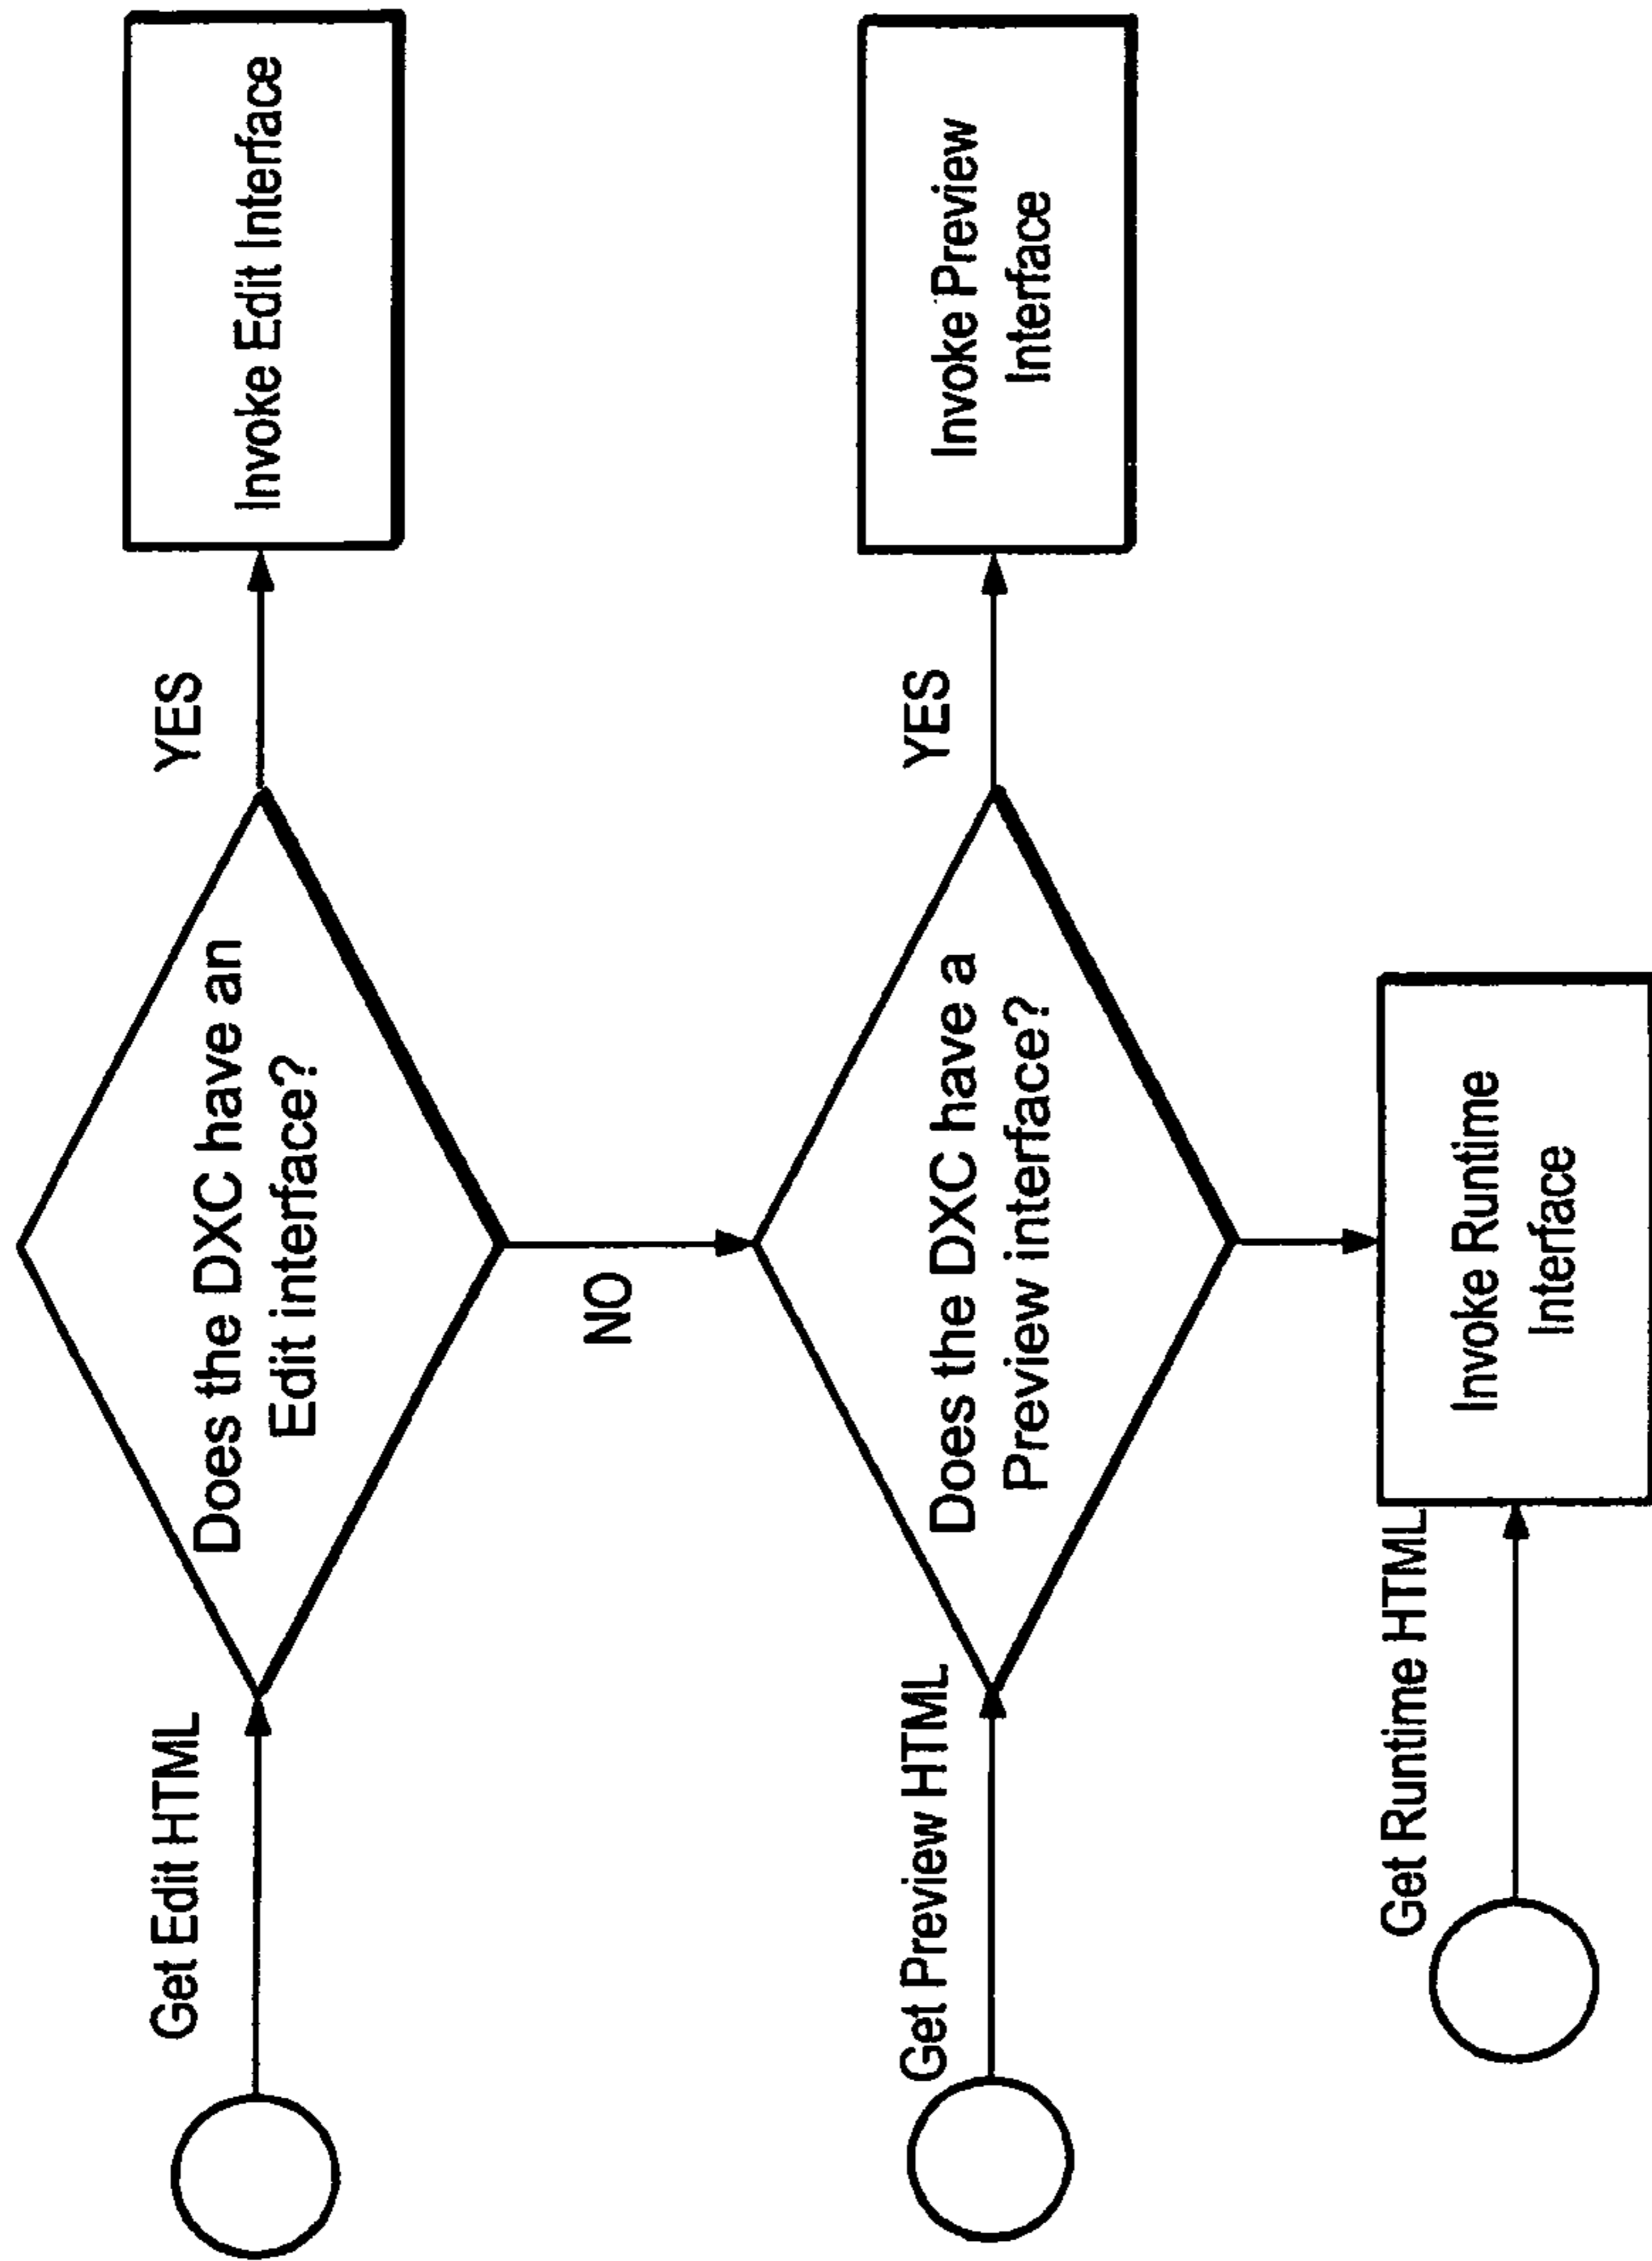 Get Edit HTML
Does the DXC have an
Edit interface?
YES
Invoke Edit Interface
NO
Get Preview HTML
Does the DXC have a
Preview interface?
YES
Invoke Preview
Interface
Get Runtime HTML
Invoke Runtime
Interface